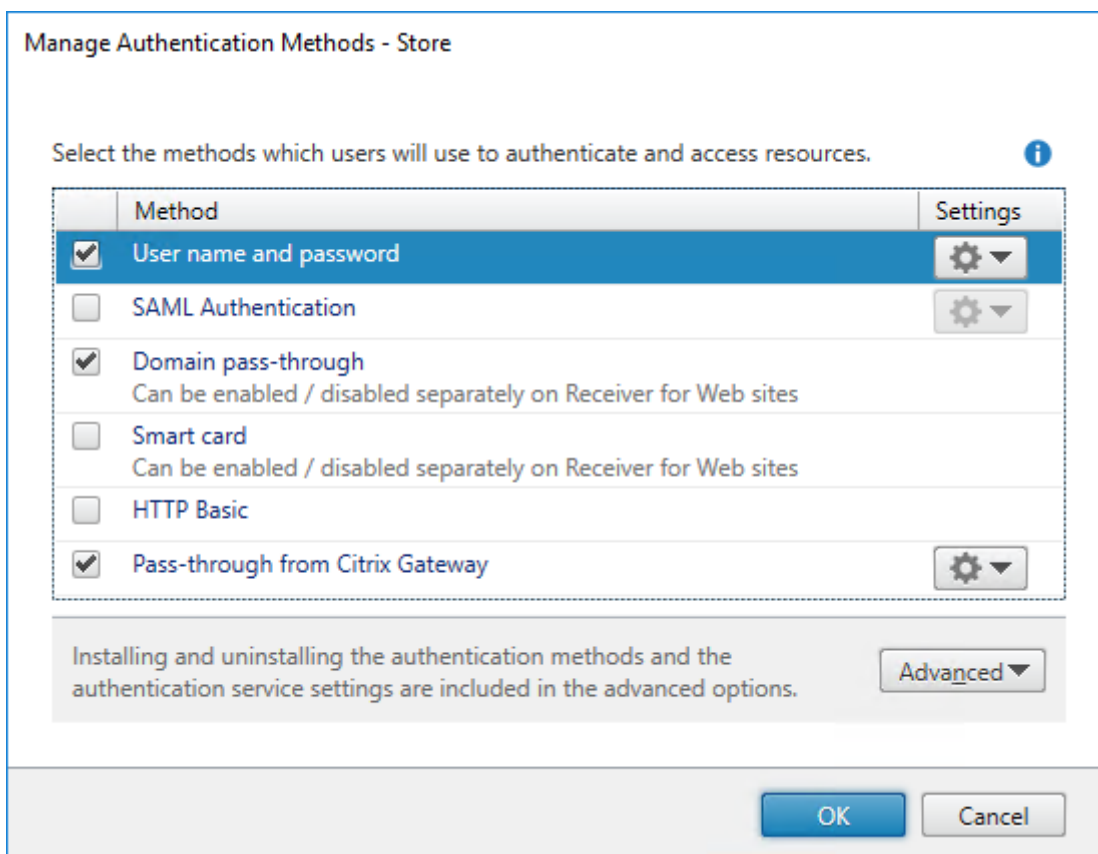 Manage Authentication Methods - Store
Select the methods which users will use to authenticate and access resources.
Method Settings
User name and password
SAML Authentication
Domain pass-through
Can be enabled / disabled separately on Receiver for Web sites
Smart card
Can be enabled / disabled separately on Receiver for Web sites
HTTP Basic
Pass-through from Citrix Gateway
Installing and uninstalling the authentication methods and the
authentication service settings are included in the advanced options.
Advanced
OK Cancel